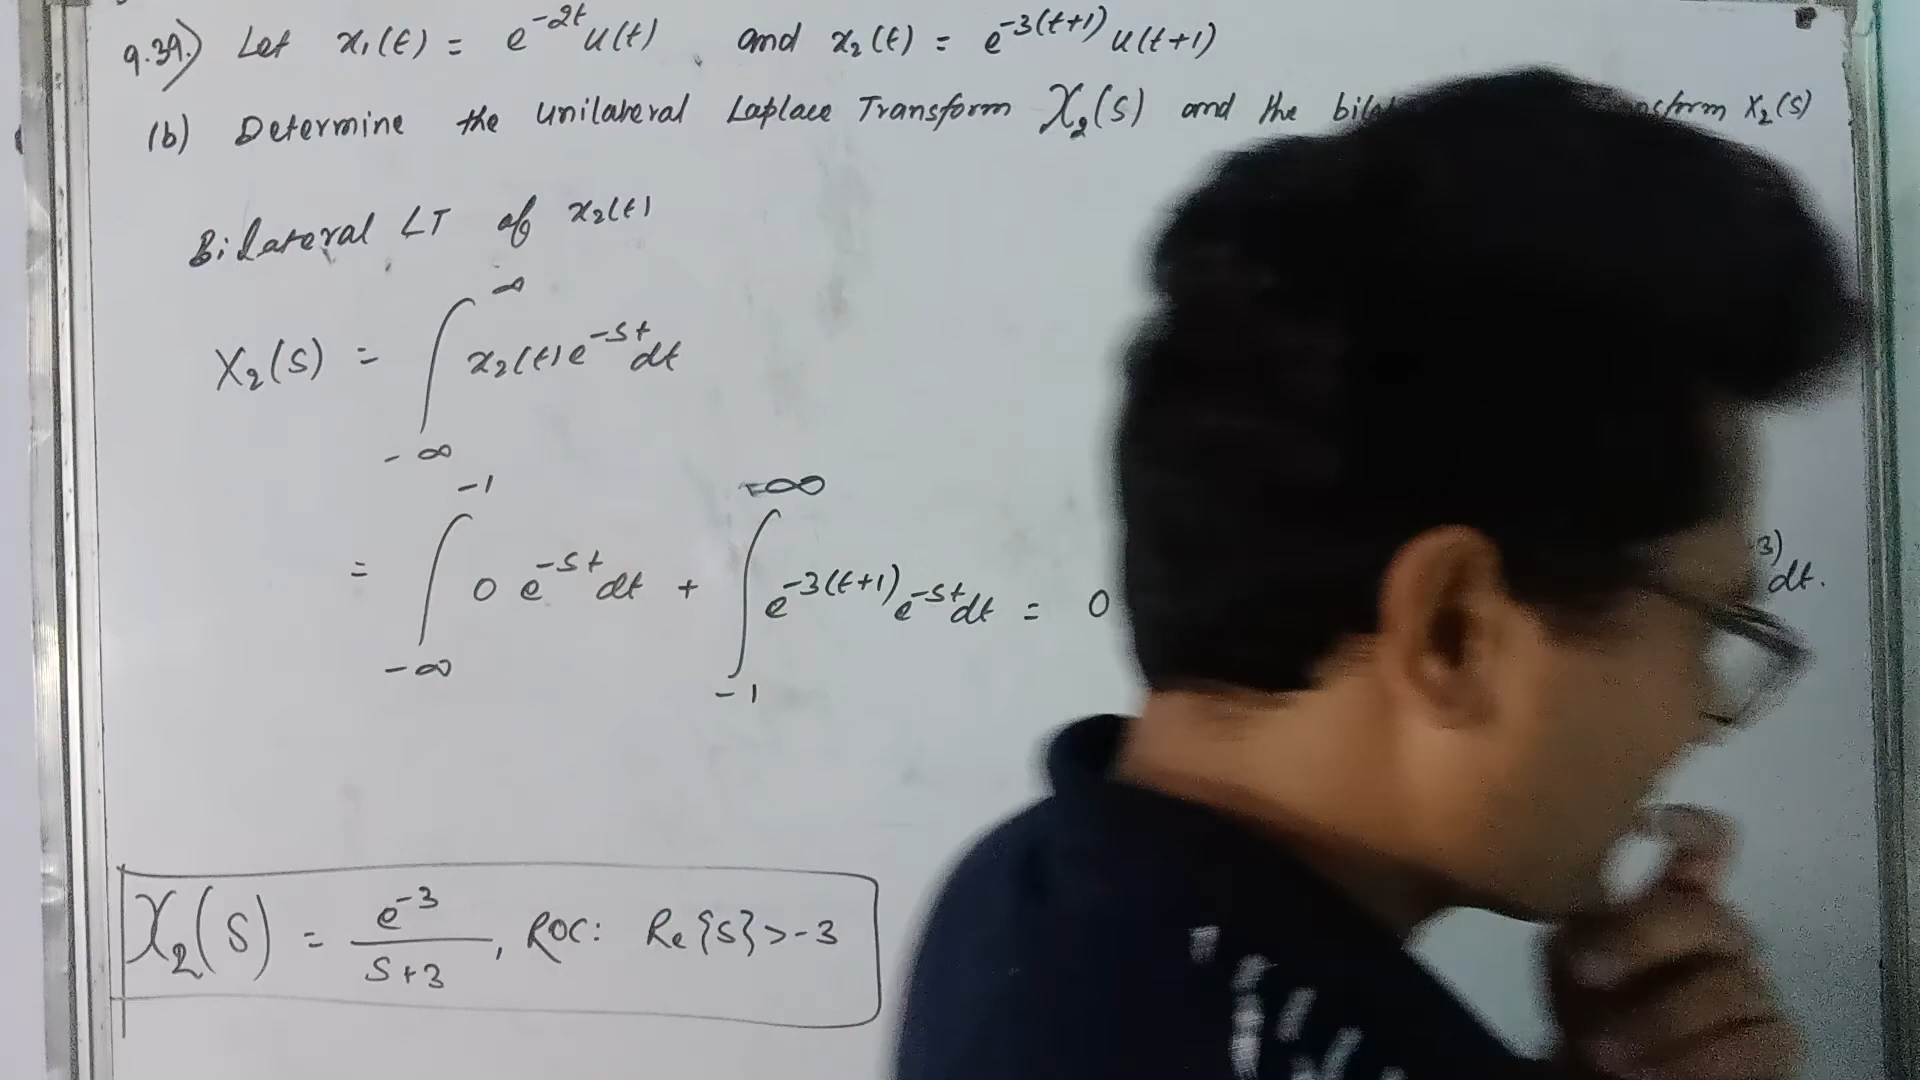 9.39.) Let x₁(t) = e^{-2t} u(t) and x₂(t) = e^{-3(t+1)} u(t+1)
(b) Determine the Unilateral Laplace Transform X₂(s) and the X₂(s)
Bilateral LT of x₂(t)
X₂(s) = ∫_{-∞}^{∞} x₂(t) e^{-st} dt
= ∫_{-∞}^{-1} 0 e^{-st} dt + ∫_{-1}^{+∞} e^{-3(t+1)} e^{-st} dt = 0 3) dt.
X₂(s) = e^{-3}/(s+3), ROC: Re{s} > -3